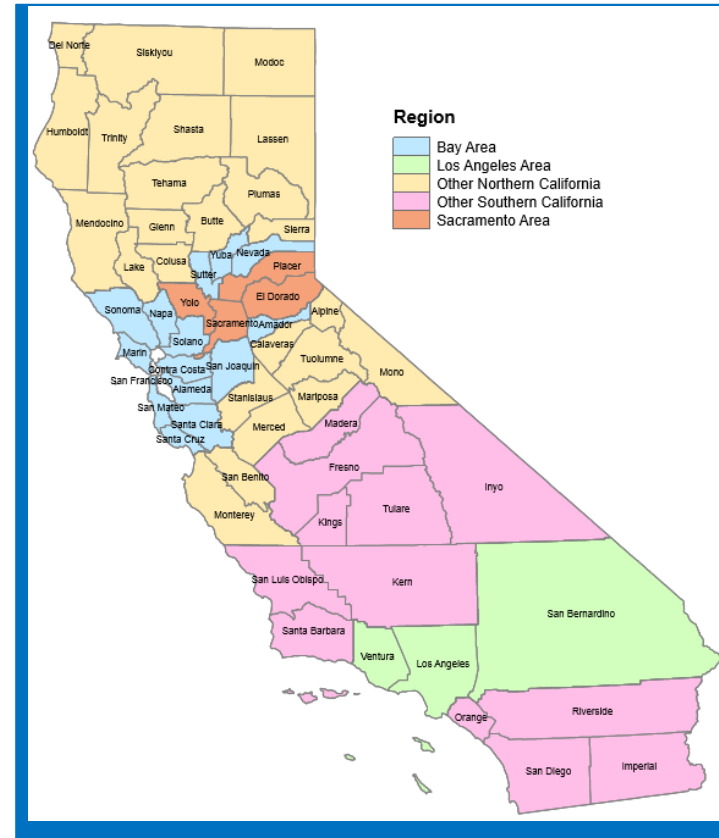 Del Norte
Siskiyou
Modoc
Humboldt
Trinity
Shasta
Lassen
Region
Bay Area
Los Angeles Area
Other Northern California
Other Southern California
Sacramento Area
Tehama
Plumas
Mendocino
Glenn
Butte
Sierra
Lake
Colusa
Yuba
Nevada
Sutter
Placer
Yolo
El Dorado
Sonoma
Napa
Sacramento
Amador
Alpine
Solano
Calaveras
Marin
Contra Costa
San Joaquin
Tuolumne
Mono
San Francisco
Alameda
Stanislaus
Mariposa
San Mateo
Santa Clara
Merced
Madera
Santa Cruz
Fresno
San Benito
Inyo
Monterey
Kings
Tulare
San Luis Obispo
Kern
San Bernardino
Santa Barbara
Ventura
Los Angeles
Orange
Riverside
San Diego
Imperial